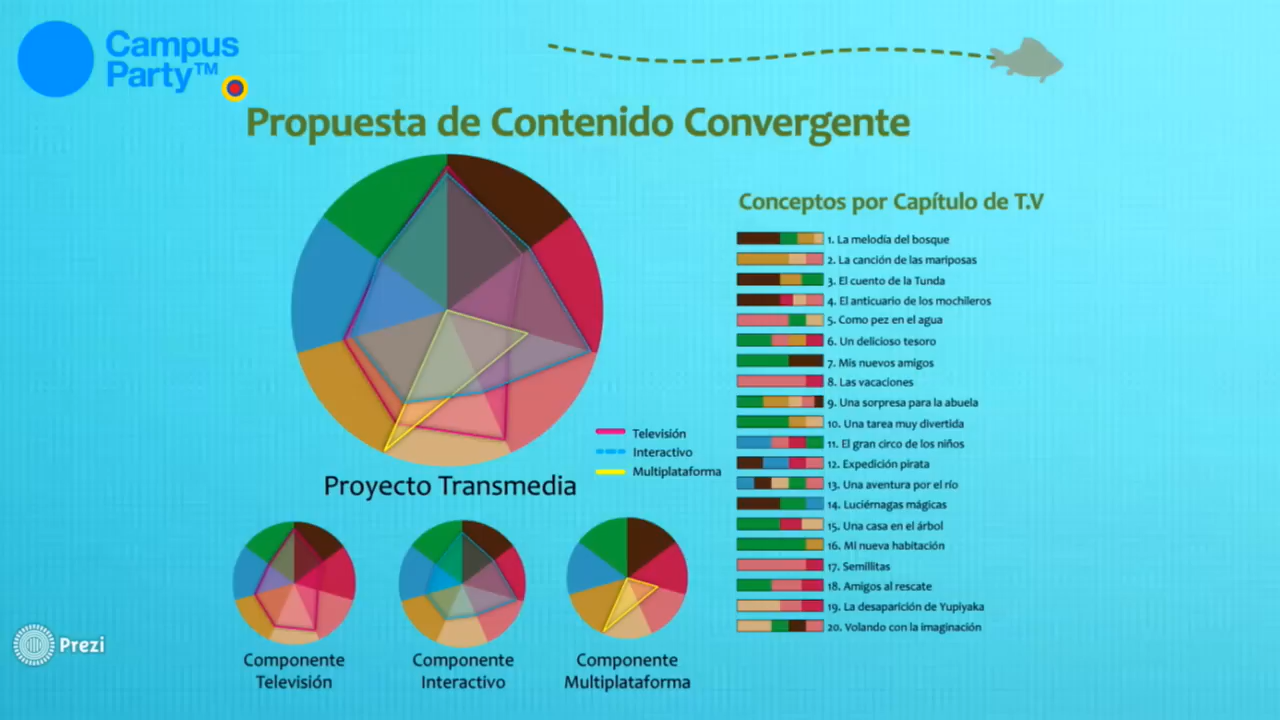 Campus
Party™
Propuesta de Contenido Convergente
Conceptos por Capítulo de T.V
1. La melodía del bosque
2. La canción de las mariposas
3. El cuento de la Tunda
4. El anticuario de los mochileros
5. Como pez en el agua
6. Un delicioso tesoro
7. Mis nuevos amigos
8. Las vacaciones
9. Una sorpresa para la abuela
10. Una tarea muy divertida
11. El gran circo de los niños
12. Expedición pirata
13. Una aventura por el río
14. Luciérnagas mágicas
15. Una casa en el árbol
16. Mi nueva habitación
17. Semillitas
18. Amigos al rescate
19. La desaparición de Yupiyaka
20. Volando con la imaginación
Televisión
Interactivo
Multiplataforma
Proyecto Transmedia
Componente
Televisión
Componente
Interactivo
Componente
Multiplataforma
Prezi